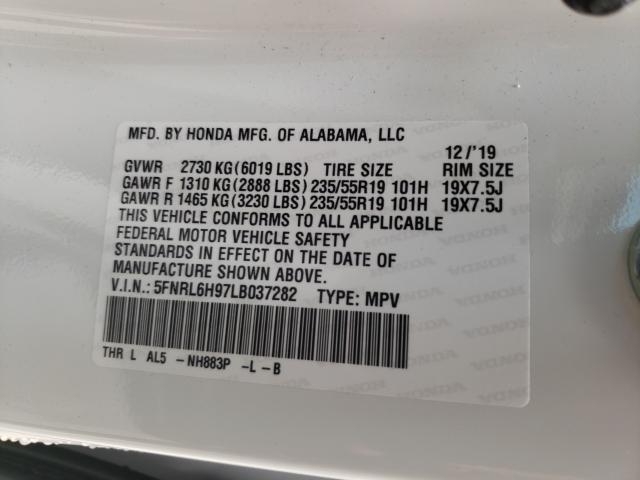 MFD. BY HONDA MFG. OF ALABAMA, LLC 12/'19
GVWR 2730 KG(6019 LBS) TIRE SIZE RIM SIZE
GAWR F 1310 KG(2888 LBS)235/55R19 101H 19X7.5J
GAWR R 1465 KG(3230 LBS)235/55R19 101H 19X7.5J
THIS VEHICLE CONFORMS TO ALL APPLICABLE
FEDERAL MOTOR VEHICLE SAFETY
STANDARDS IN EFFECT ON THE DATE OF
MANUFACTURE SHOWN ABOVE.
V.I.N.:5FNRL6H97LB037282 TYPE: MPV
THR L AL5 -NH883P -L-B